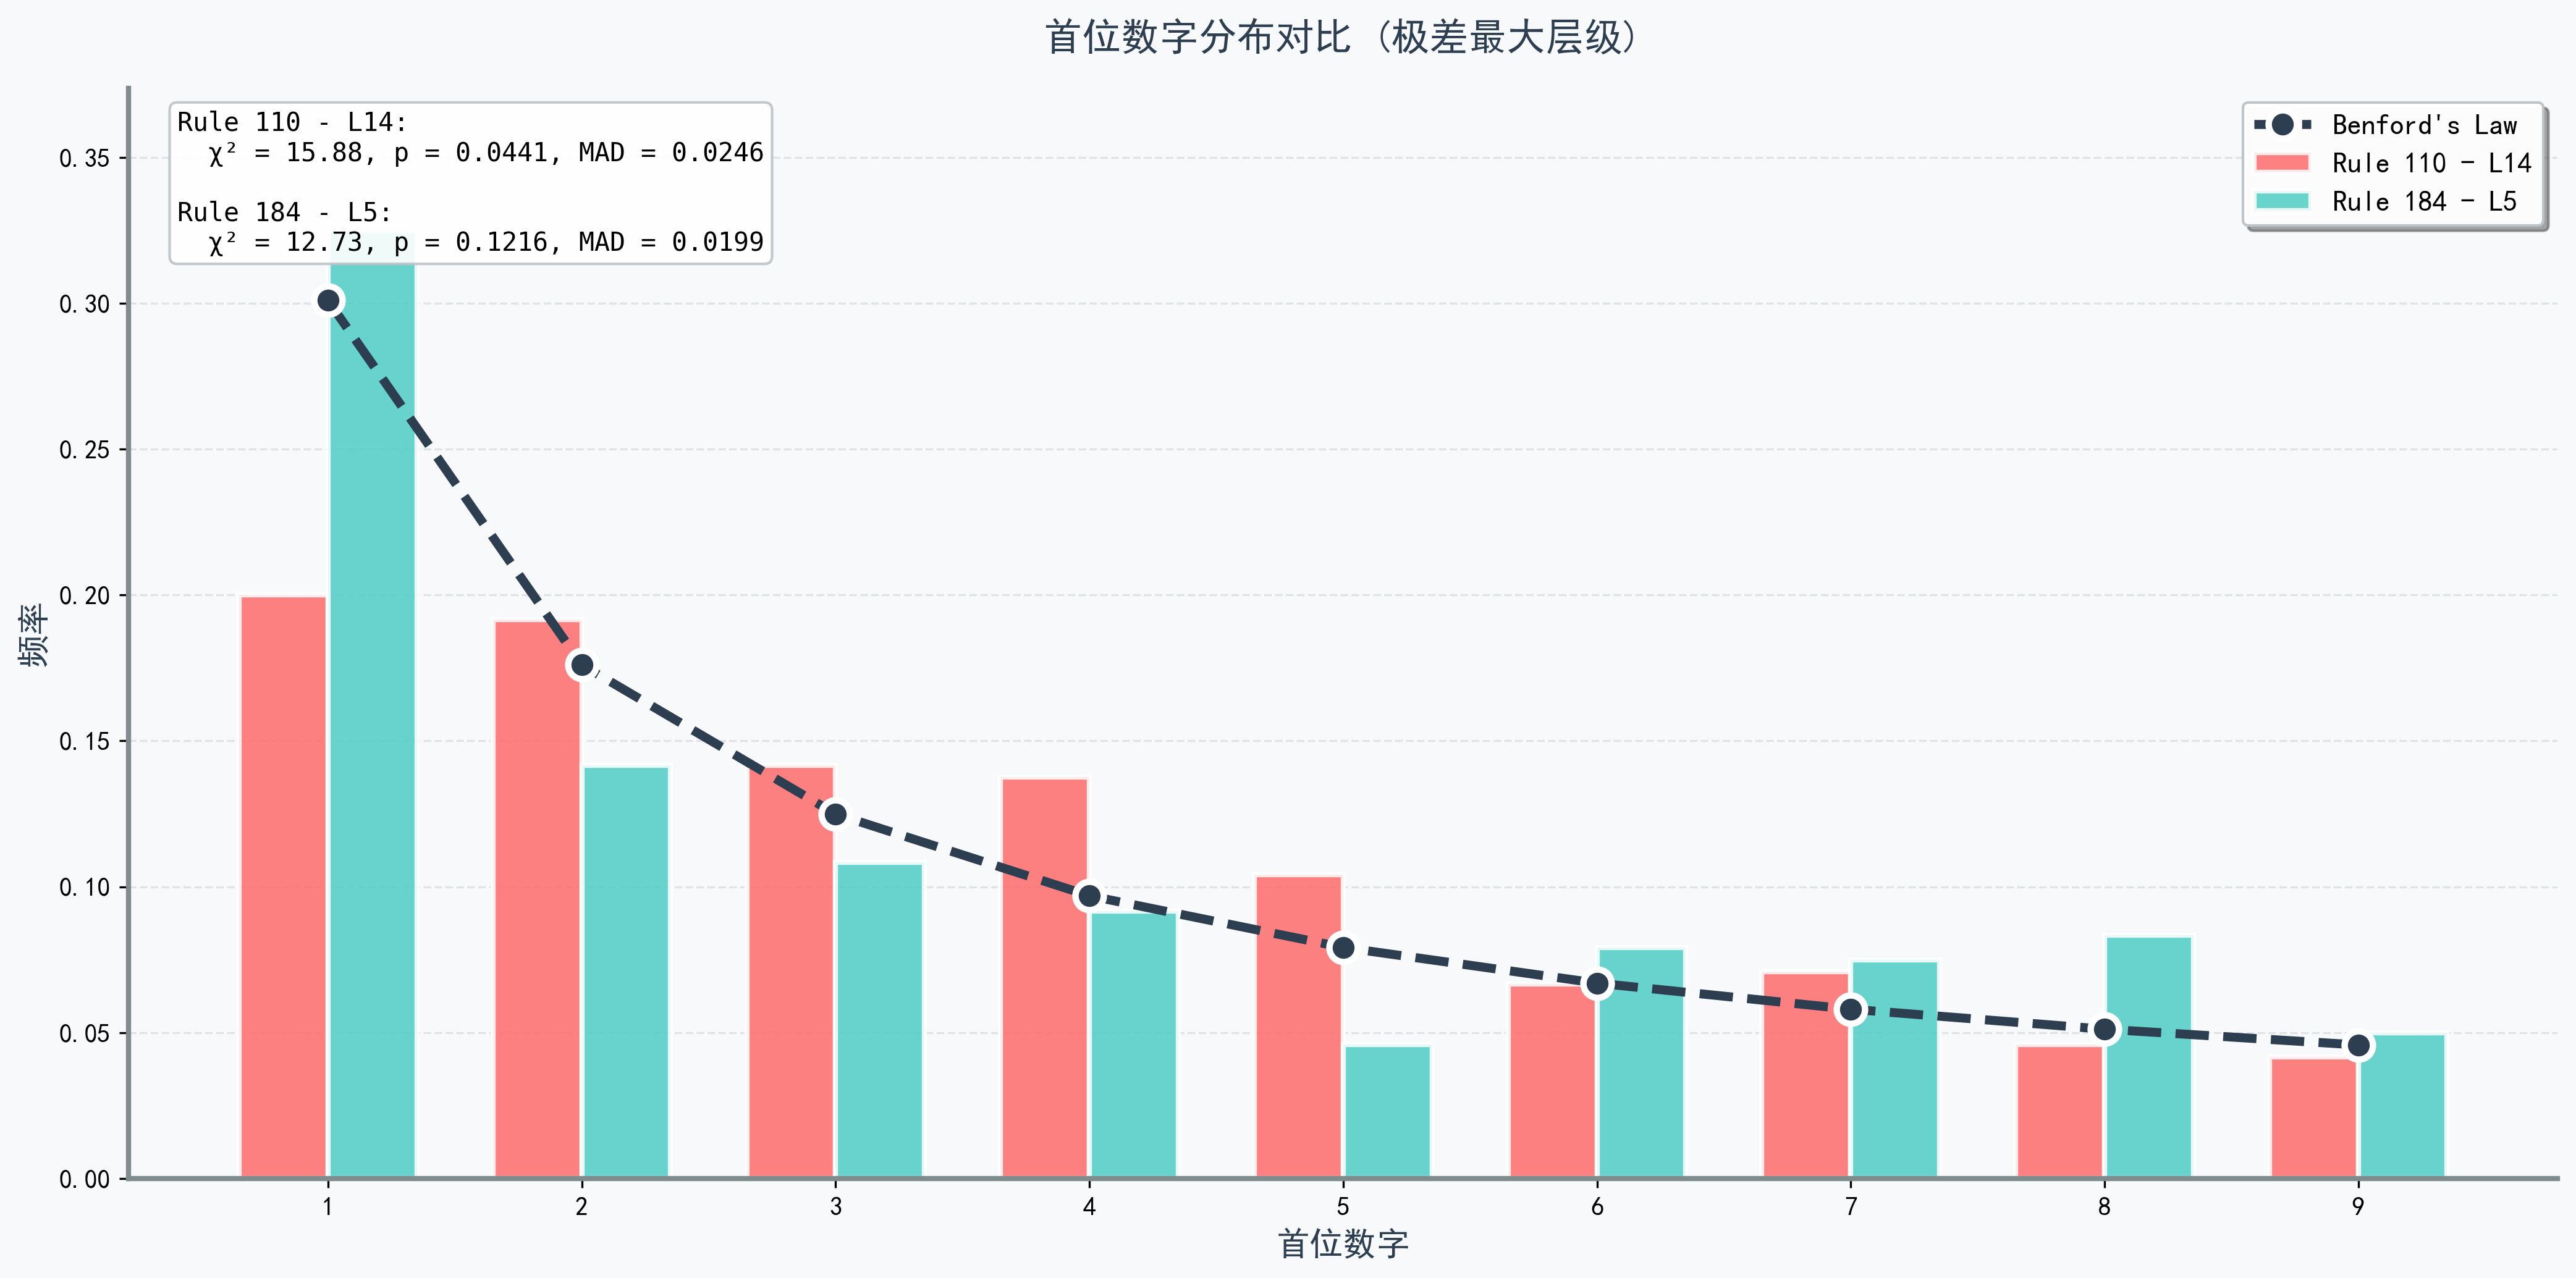 首位数字分布对比（极差最大层级）
Rule 110 - L14:
χ² = 15.88, p = 0.0441, MAD = 0.0246
Rule 184 - L5:
χ² = 12.73, p = 0.1216, MAD = 0.0199
Benford's Law
Rule 110 - L14
Rule 184 - L5
频率
0.35
0.30
0.25
0.20
0.15
0.10
0.05
0.00
1 2 3 4 5 6 7 8 9
首位数字